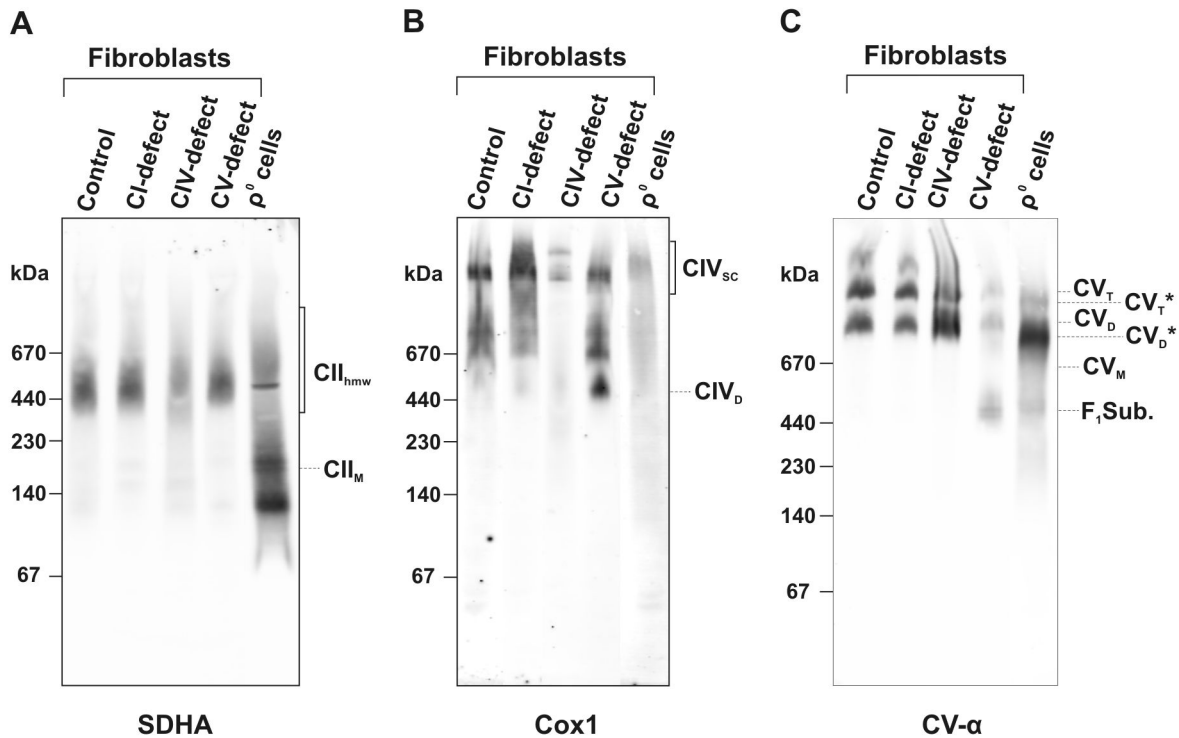 A
Fibroblasts
Control
CI-defect
CIV-defect
CV-defect
ρ⁰ cells
kDa
670
440
230
140
67
CIIhmw
CIIM
SDHA
B
Fibroblasts
Control
CI-defect
CIV-defect
CV-defect
ρ⁰ cells
kDa
670
440
230
140
67
CIVSC
CIVD
Cox1
C
Fibroblasts
Control
CI-defect
CIV-defect
CV-defect
ρ⁰ cells
kDa
670
440
230
140
67
CVT
CVT*
CVD
CVD*
CVM
F1Sub.
CV-α